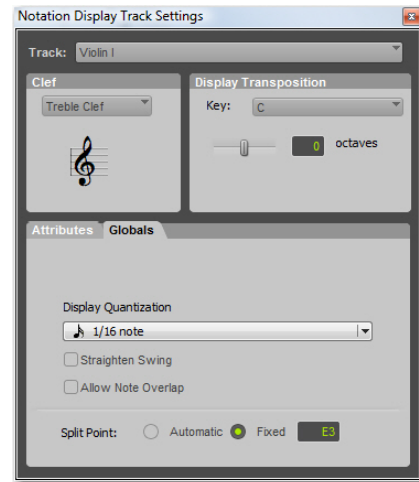 Notation Display Track Settings
Track: Violin I
Clef
Treble Clef
Display Transposition
Key: C
0 octaves
Attributes Globals
Display Quantization
1/16 note
Straighten Swing
Allow Note Overlap
Split Point: Automatic Fixed E3